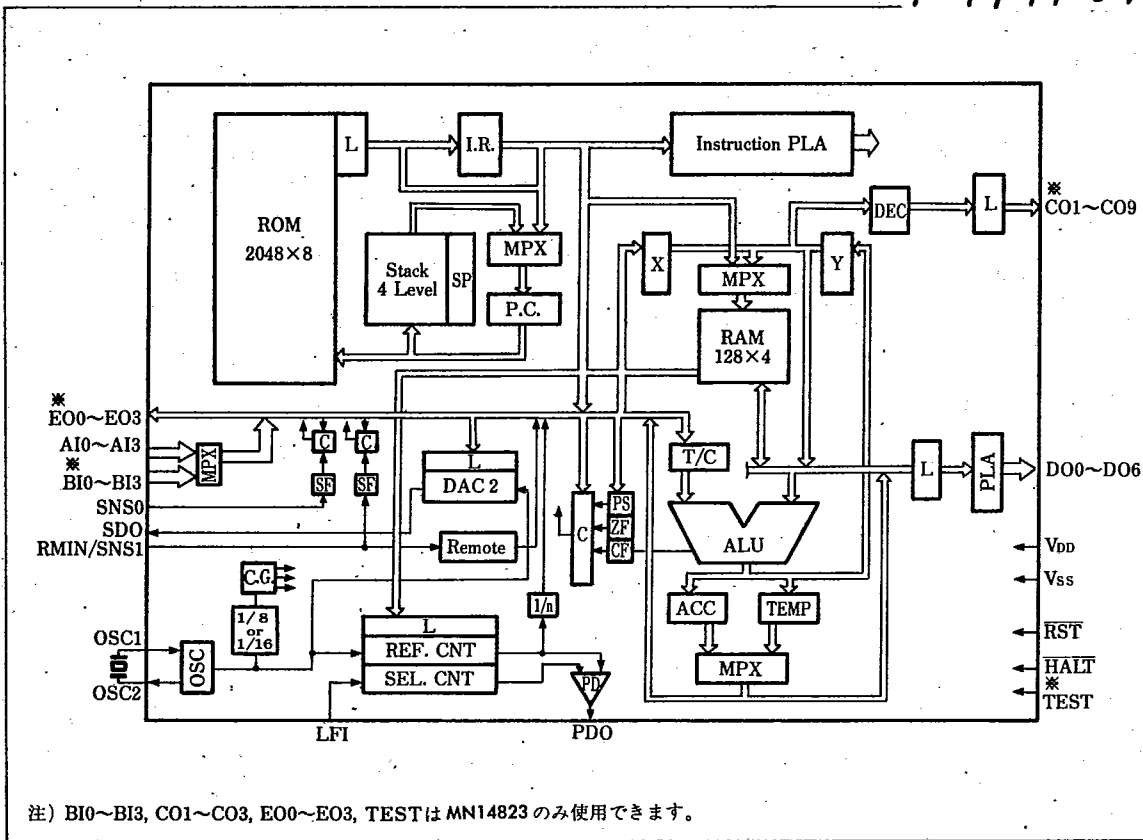 L
I.R.
Instruction PLA
ROM
2048×8
DEC
L
※
CO1~CO9
MPX
Stack
4 Level
SP
X
Y
MPX
P.C.
RAM
128×4
※
EO0~EO3
AI0~AI3
※
BI0~BI3
MPX
C
C
T/C
L
PLA
DO0~DO6
L
DAC 2
SF
SF
SNS0
SDO
RMIN/SNS1
Remote
C
PS
ZF
CF
ALU
VDD
VSS
C.G.
1/8
or
1/16
1/n
ACC
TEMP
RST
OSC1
OSC2
OSC
L
REF. CNT
SEL. CNT
PD
MPX
HALT
※
TEST
LFI
PDO
注) BI0~BI3, CO1~CO3, EO0~EO3, TESTはMN14823のみ使用できます。